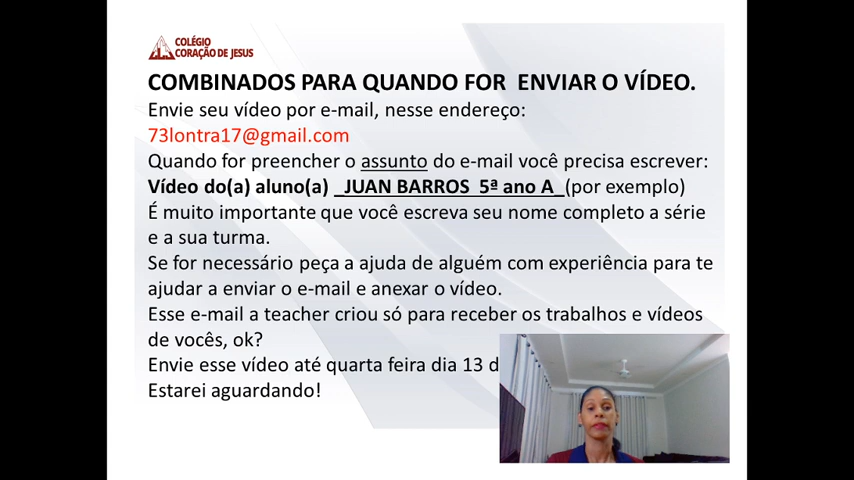 COLÉGIO
CORAÇÃO DE JESUS
COMBINADOS PARA QUANDO FOR ENVIAR O VÍDEO.
Envie seu vídeo por e-mail, nesse endereço:
73lontra17@gmail.com
Quando for preencher o assunto do e-mail você precisa escrever:
Vídeo do(a) aluno(a) _JUAN BARROS 5ª ano A_(por exemplo)
É muito importante que você escreva seu nome completo a série
e a sua turma.
Se for necessário peça a ajuda de alguém com experiência para te
ajudar a enviar o e-mail e anexar o vídeo.
Esse e-mail a teacher criou só para receber os trabalhos e vídeos
de vocês, ok?
Envie esse vídeo até quarta feira dia 13 d
Estarei aguardando!